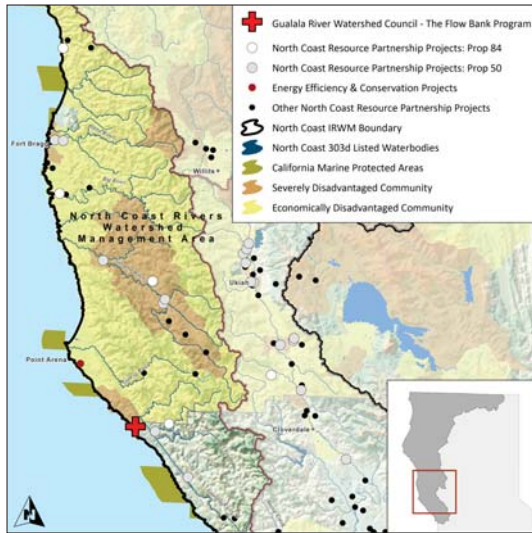 Gualala River Watershed Council - The Flow Bank Program
North Coast Resource Partnership Projects: Prop 84
North Coast Resource Partnership Projects: Prop 50
Energy Efficiency & Conservation Projects
Other North Coast Resource Partnership Projects
North Coast IRWM Boundary
North Coast 303d Listed Waterbodies
California Marine Protected Areas
Severely Disadvantaged Community
Economically Disadvantaged Community
Fort Bragg
Willits
North Coast Rivers
Watershed
Management Area
Ukiah
Point Arena
Cloverdale
N